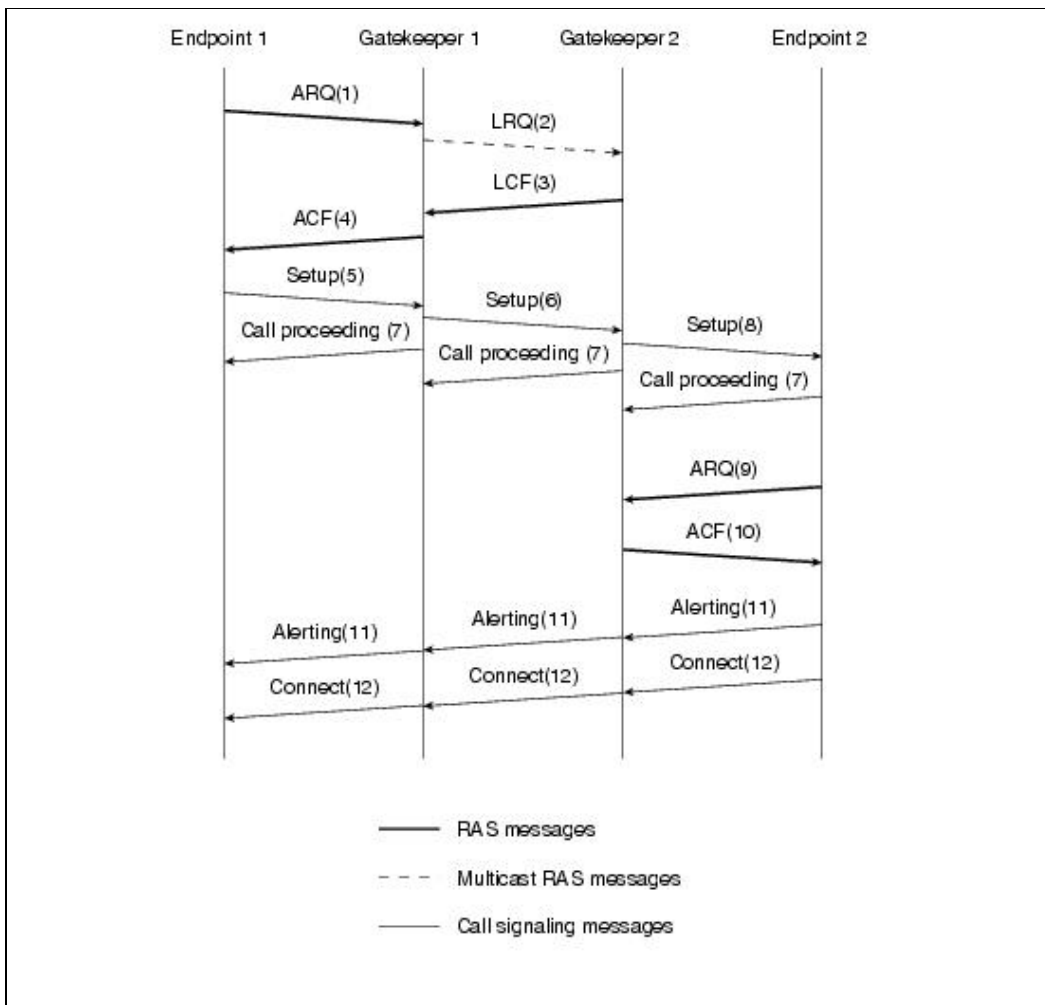 Endpoint 1 Gatekeeper 1 Gatekeeper 2 Endpoint 2
ARQ(1)
LRQ(2)
LCF(3)
ACF(4)
Setup(5)
Setup(6)
Setup(8)
Call proceeding (7)
Call proceeding (7)
Call proceeding (7)
ARQ(9)
ACF(10)
Alerting(11)
Alerting(11)
Alerting(11)
Connect(12)
Connect(12)
Connect(12)
RAS messages
Multicast RAS messages
Call signaling messages